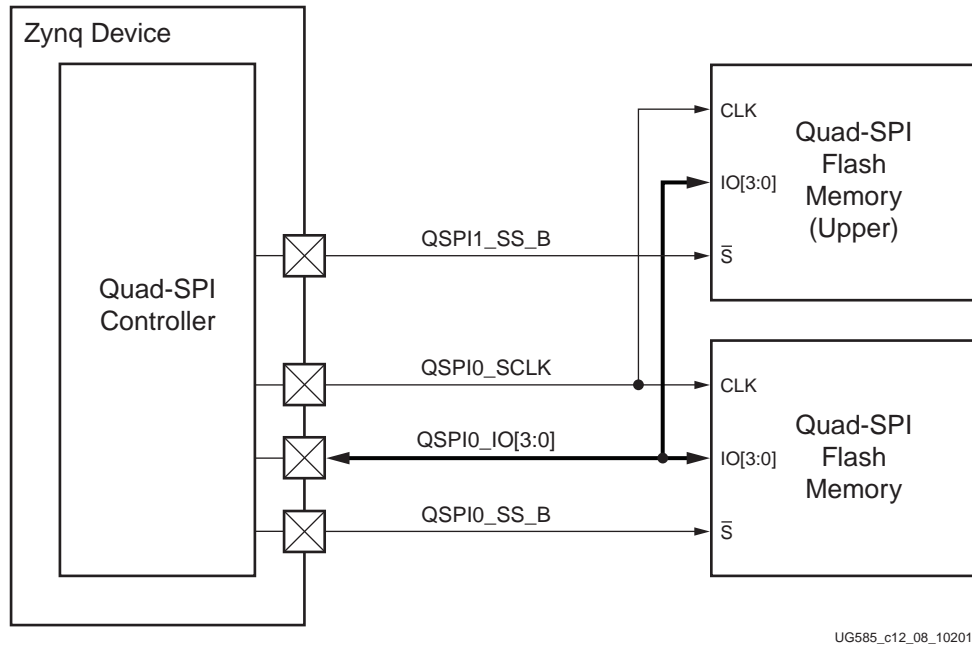 Zynq Device
Quad-SPI
Controller
QSPI1_SS_B
QSPI0_SCLK
QSPI0_IO[3:0]
QSPI0_SS_B
CLK
IO[3:0]
S̅
Quad-SPI
Flash
Memory
(Upper)
CLK
IO[3:0]
S̅
Quad-SPI
Flash
Memory
UG585_c12_08_10201